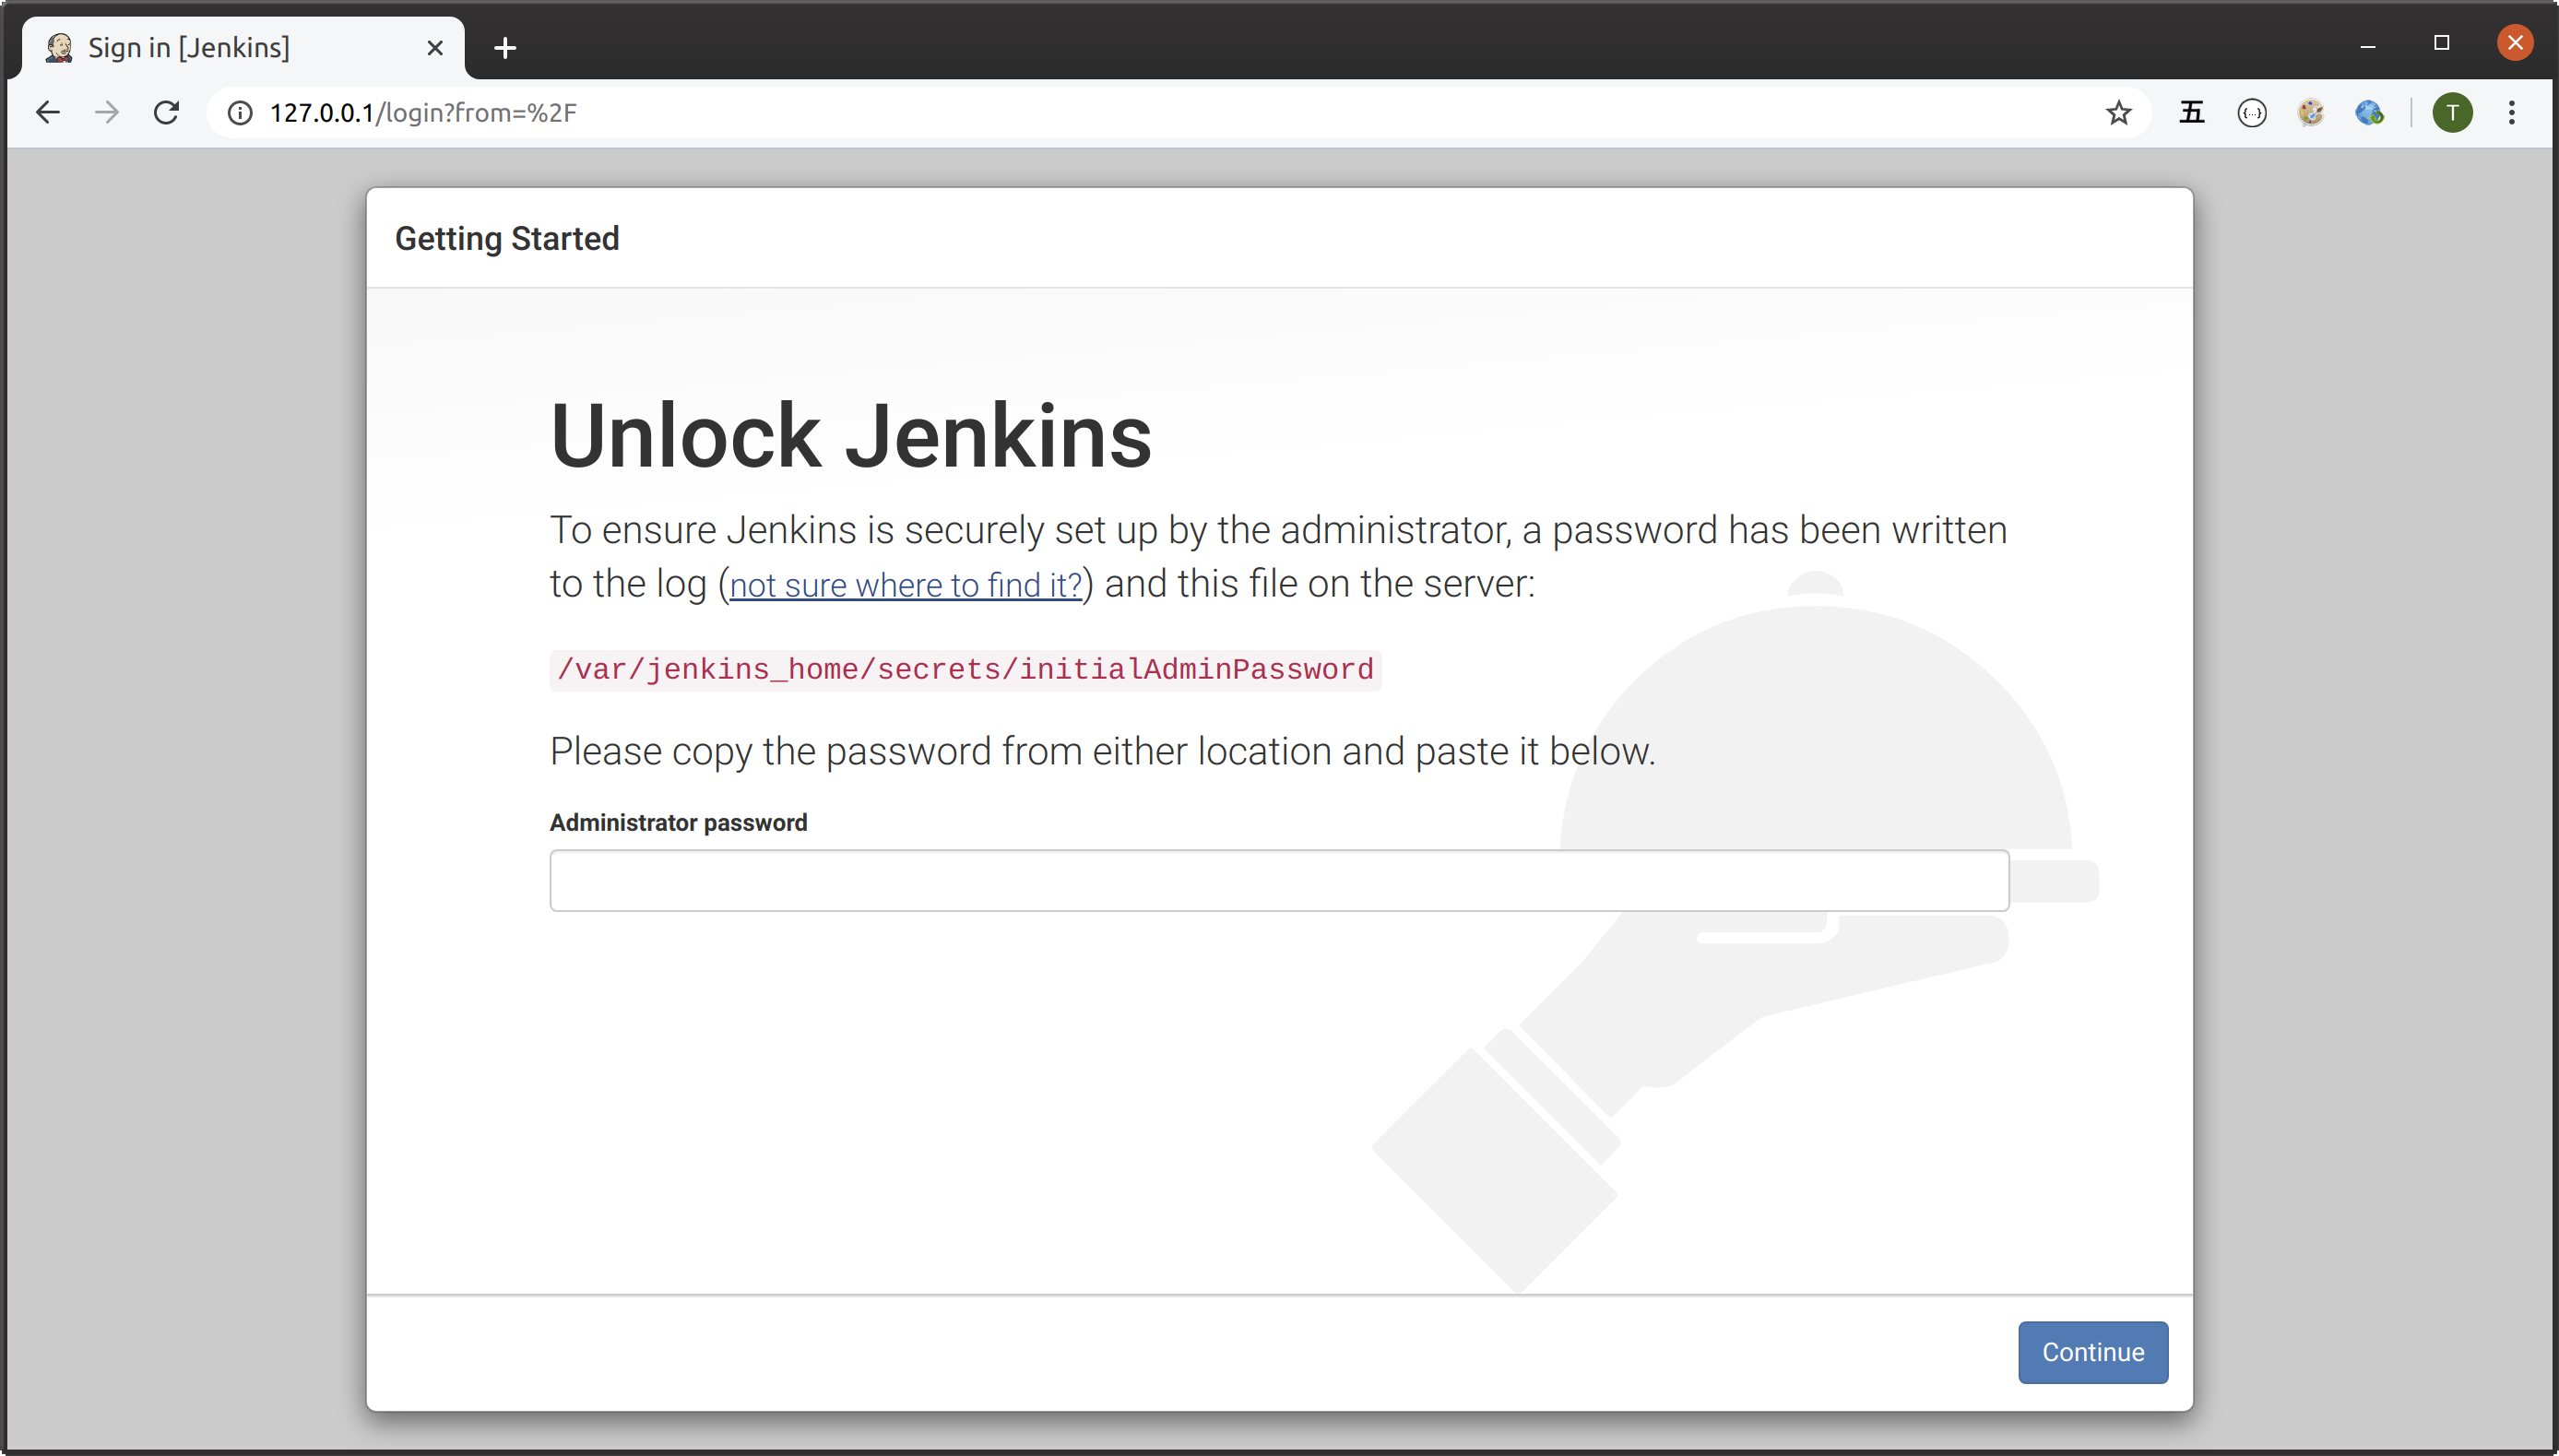 Sign in [Jenkins]
127.0.0.1/login?from=%2F
五
{...}
T
Getting Started
Unlock Jenkins
To ensure Jenkins is securely set up by the administrator, a password has been written
to the log (not sure where to find it?) and this file on the server:
/var/jenkins_home/secrets/initialAdminPassword
Please copy the password from either location and paste it below.
Administrator password
Continue